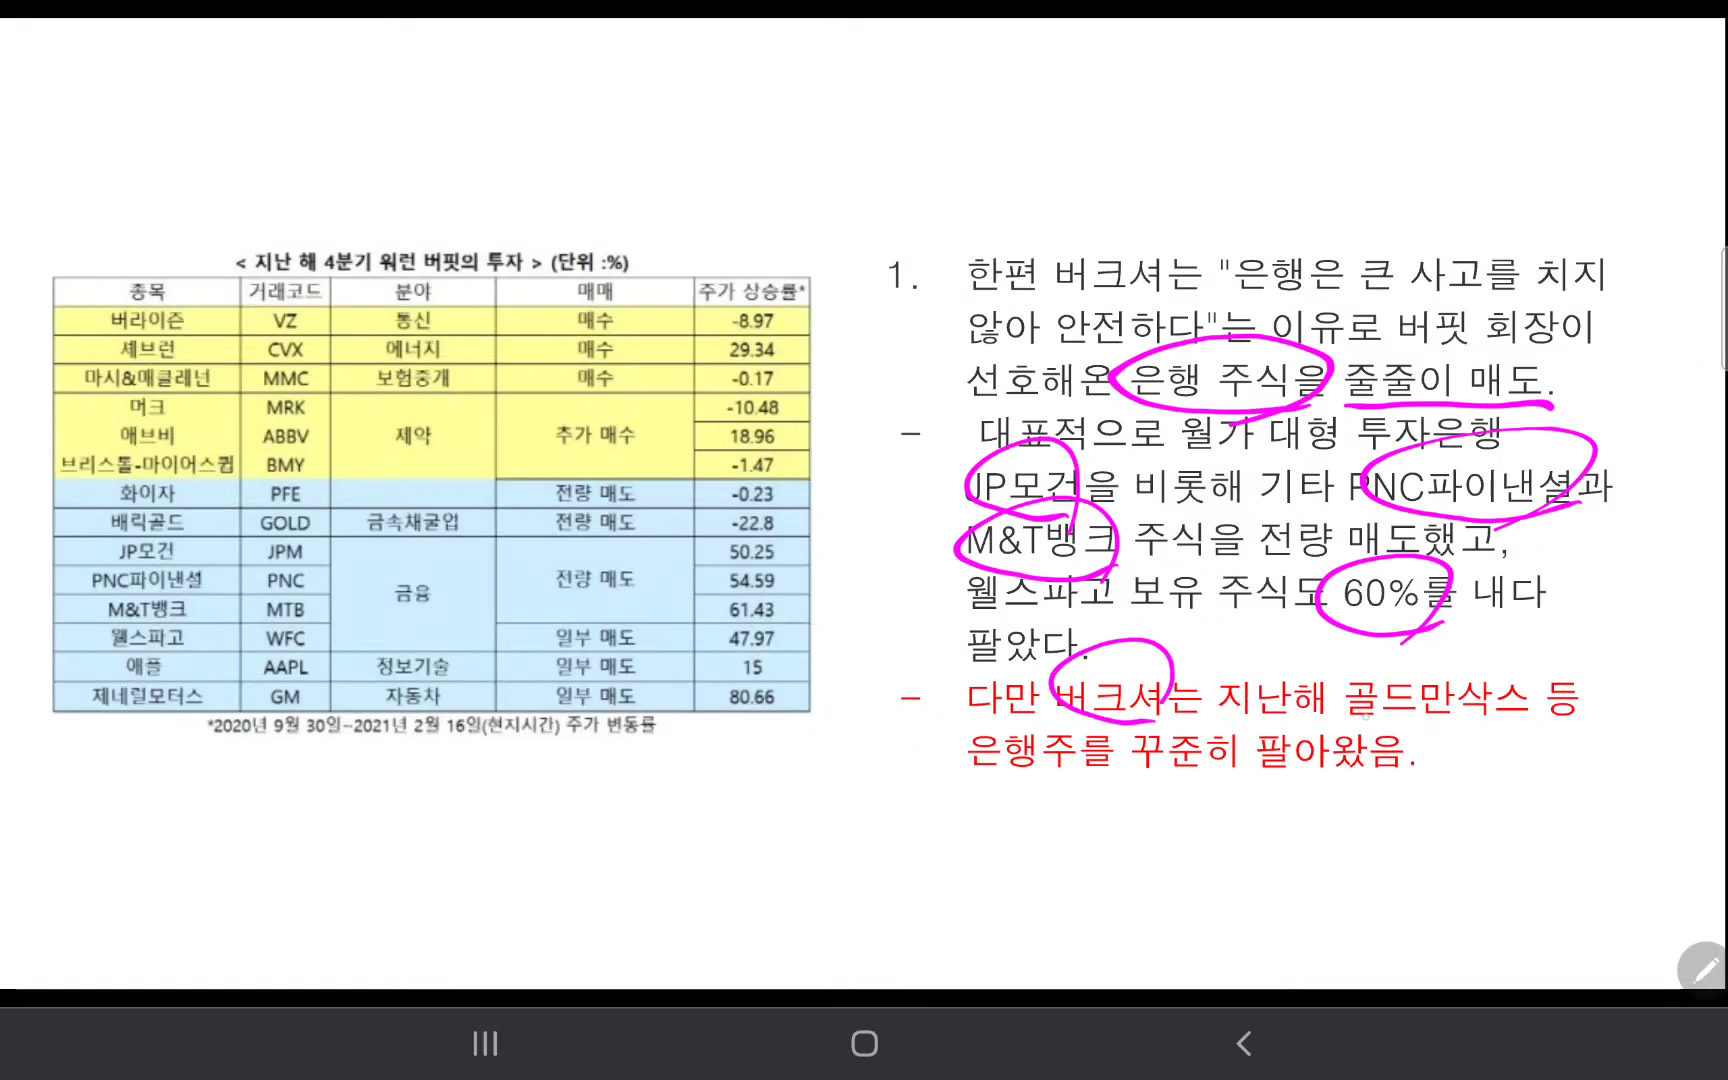 < 지난 해 4분기 워런 버핏의 투자 > (단위 :%)
종목 거래코드 분야 매매 주가 상승률*
버라이즌 VZ 통신 매수 -8.97
셰브런 CVX 에너지 매수 29.34
마시&매클레넌 MMC 보험중개 매수 -0.17
머크 MRK -10.48
애브비 ABBV 제약 추가 매수 18.96
브리스톨-마이어스큅 BMY -1.47
화이자 PFE 전량 매도 -0.23
배릭골드 GOLD 금속채굴업 전량 매도 -22.8
JP모건 JPM 50.25
PNC파이낸셜 PNC 금융 전량 매도 54.59
M&T뱅크 MTB 61.43
웰스파고 WFC 일부 매도 47.97
애플 AAPL 정보기술 일부 매도 15
제네럴모터스 GM 자동차 일부 매도 80.66
*2020년 9월 30일~2021년 2월 16일(현지시간) 주가 변동률
1. 한편 버크셔는 "은행은 큰 사고를 치지
않아 안전하다"는 이유로 버핏 회장이
선호해온 은행 주식을 줄줄이 매도.
– 대표적으로 월가 대형 투자은행
JP모건을 비롯해 기타 PNC파이낸셜과
M&T뱅크 주식을 전량 매도했고,
웰스파고 보유 주식도 60%를 내다
팔았다.
– 다만 버크셔는 지난해 골드만삭스 등
은행주를 꾸준히 팔아왔음.